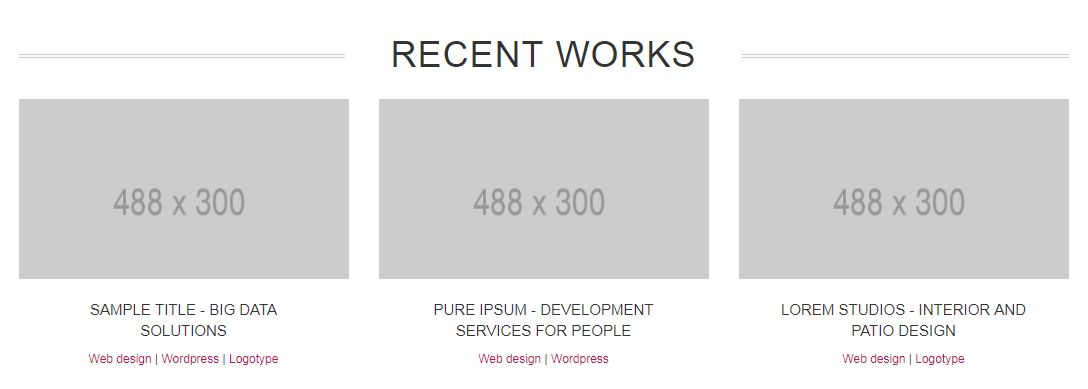 RECENT WORKS
488 x 300
488 x 300
488 x 300
SAMPLE TITLE - BIG DATA
SOLUTIONS
Web design | Wordpress | Logotype
PURE IPSUM - DEVELOPMENT
SERVICES FOR PEOPLE
Web design | Wordpress
LOREM STUDIOS - INTERIOR AND
PATIO DESIGN
Web design | Logotype